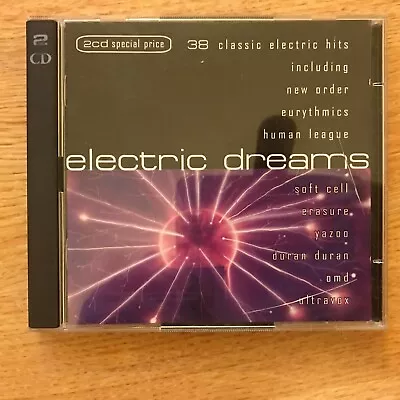 2
CD
2cd special price
38 classic electric hits
including
new order
eurythmics
human league
electric dreams
soft cell
erasure
yazoo
duran duran
omd
ultravox